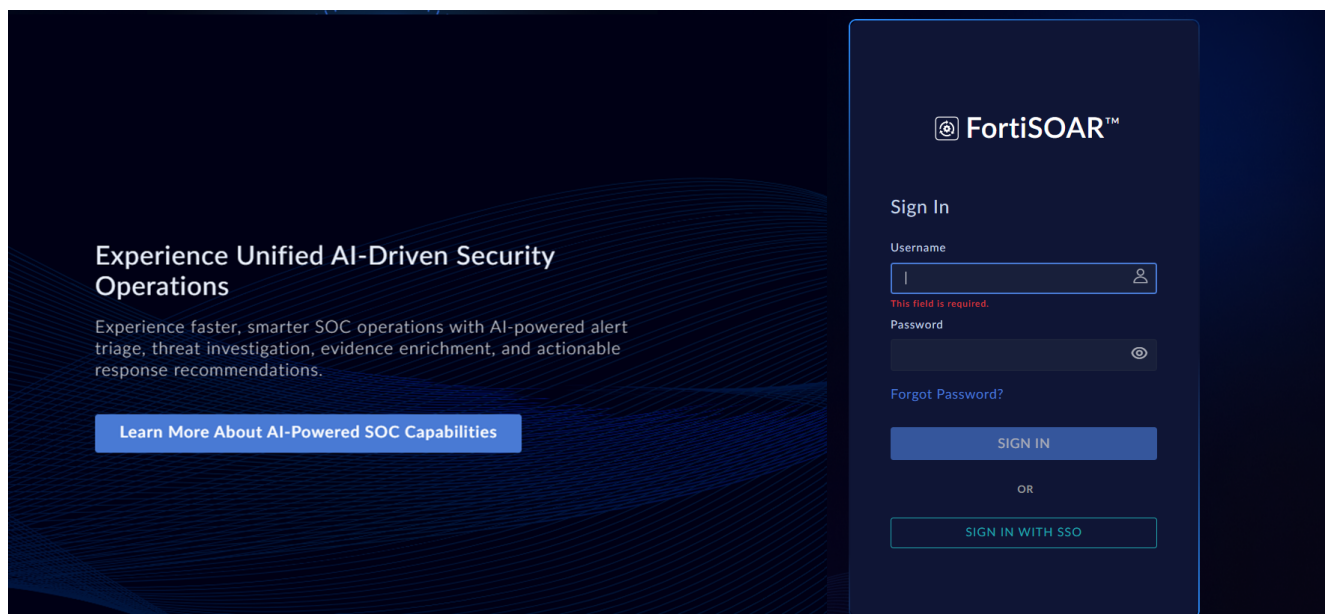 Experience Unified AI-Driven Security
Operations
Experience faster, smarter SOC operations with AI-powered alert
triage, threat investigation, evidence enrichment, and actionable
response recommendations.
Learn More About AI-Powered SOC Capabilities
FortiSOAR™
Sign In
Username
This field is required.
Password
Forgot Password?
SIGN IN
OR
SIGN IN WITH SSO